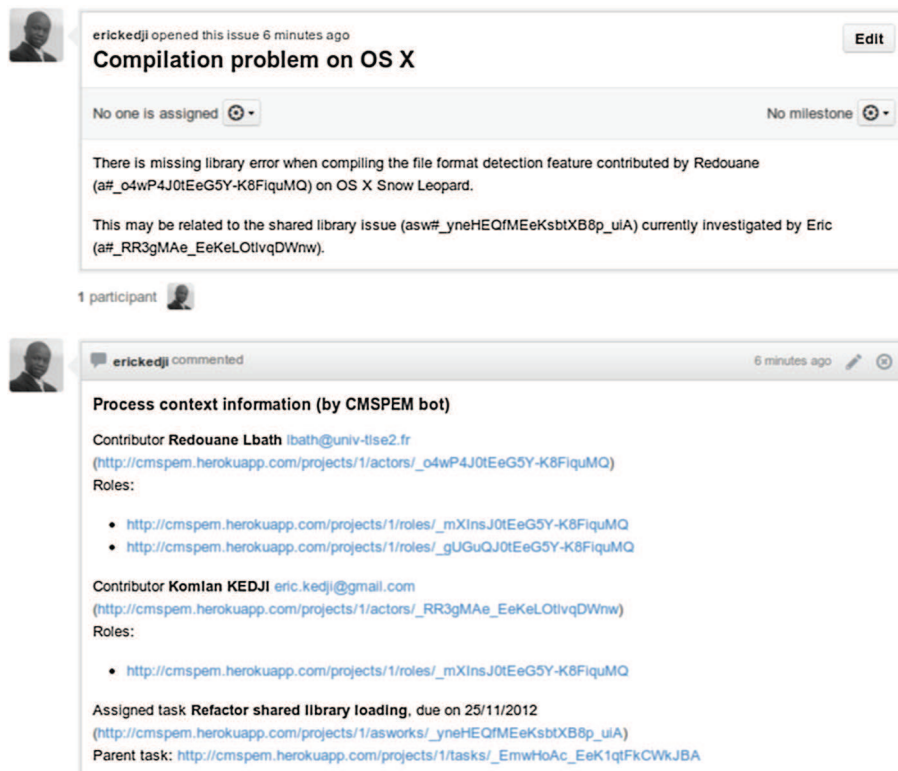 erickedji opened this issue 6 minutes ago
Edit
Compilation problem on OS X
No one is assigned
No milestone
There is missing library error when compiling the file format detection feature contributed by Redouane
(a#_o4wP4J0tEeG5Y-K8FiquMQ) on OS X Snow Leopard.
This may be related to the shared library issue (asw#_yneHEQfMEeKsbtXB8p_uiA) currently investigated by Eric
(a#_RR3gMAe_EeKeLOtlvqDWnw).
1 participant
erickedji commented
6 minutes ago
Process context information (by CMSPEM bot)
Contributor Redouane Lbath lbath@univ-tlse2.fr
(http://cmspem.herokuapp.com/projects/1/actors/_o4wP4J0tEeG5Y-K8FiquMQ)
Roles:
• http://cmspem.herokuapp.com/projects/1/roles/_mXInsJ0tEeG5Y-K8FiquMQ
• http://cmspem.herokuapp.com/projects/1/roles/_gUGuQJ0tEeG5Y-K8FiquMQ
Contributor Komlan KEDJI eric.kedji@gmail.com
(http://cmspem.herokuapp.com/projects/1/actors/_RR3gMAe_EeKeLOtlvqDWnw)
Roles:
• http://cmspem.herokuapp.com/projects/1/roles/_mXInsJ0tEeG5Y-K8FiquMQ
Assigned task Refactor shared library loading, due on 25/11/2012
(http://cmspem.herokuapp.com/projects/1/asworks/_yneHEQfMEeKsbtXB8p_uiA)
Parent task: http://cmspem.herokuapp.com/projects/1/tasks/_EmwHoAc_EeK1qtFkCWkJBA